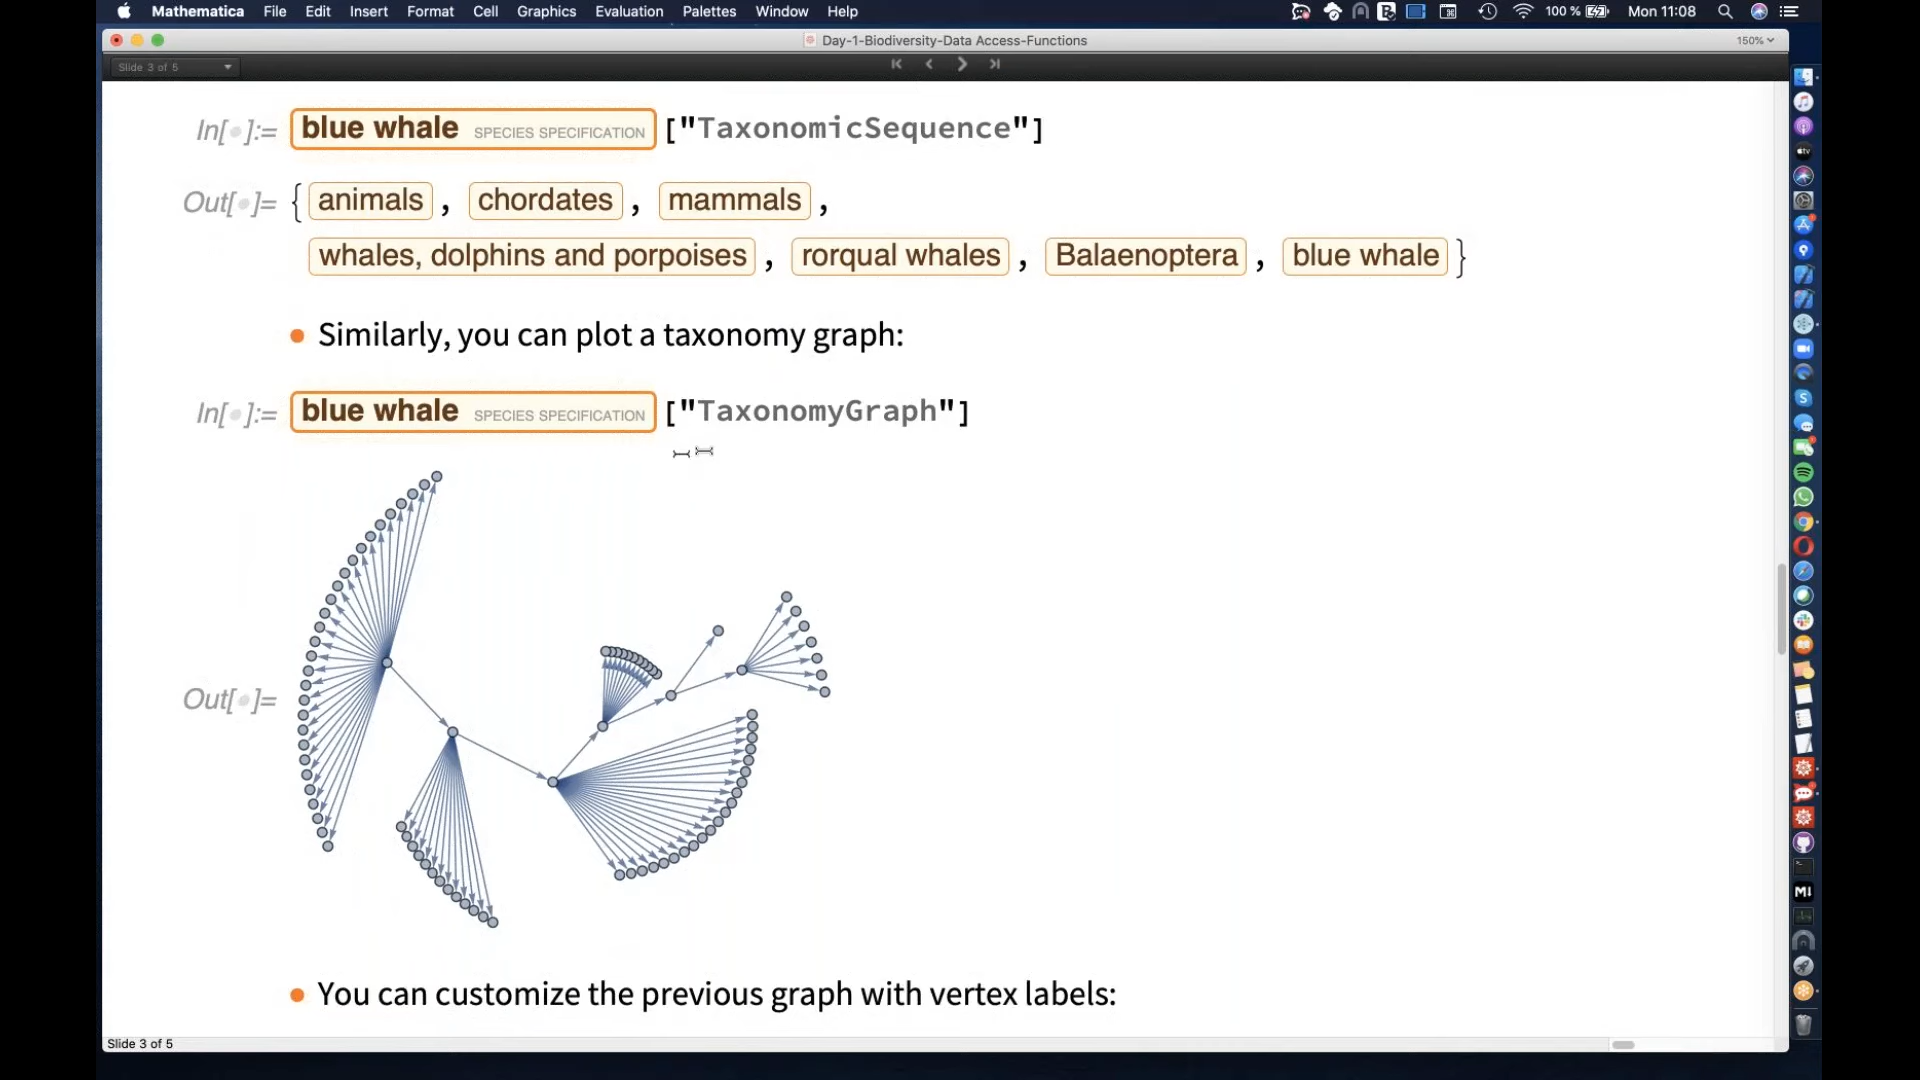 Mathematica File Edit Insert Format Cell Graphics Evaluation Palettes Window Help 100 % Mon 11:08
Day-1-Biodiversity-Data Access-Functions 150%
Slide 3 of 5
In[•]:= blue whale SPECIES SPECIFICATION ["TaxonomicSequence"]
Out[•]= { animals , chordates , mammals ,
whales, dolphins and porpoises , rorqual whales , Balaenoptera , blue whale }
• Similarly, you can plot a taxonomy graph:
In[•]:= blue whale SPECIES SPECIFICATION ["TaxonomyGraph"]
Out[•]=
• You can customize the previous graph with vertex labels:
Slide 3 of 5